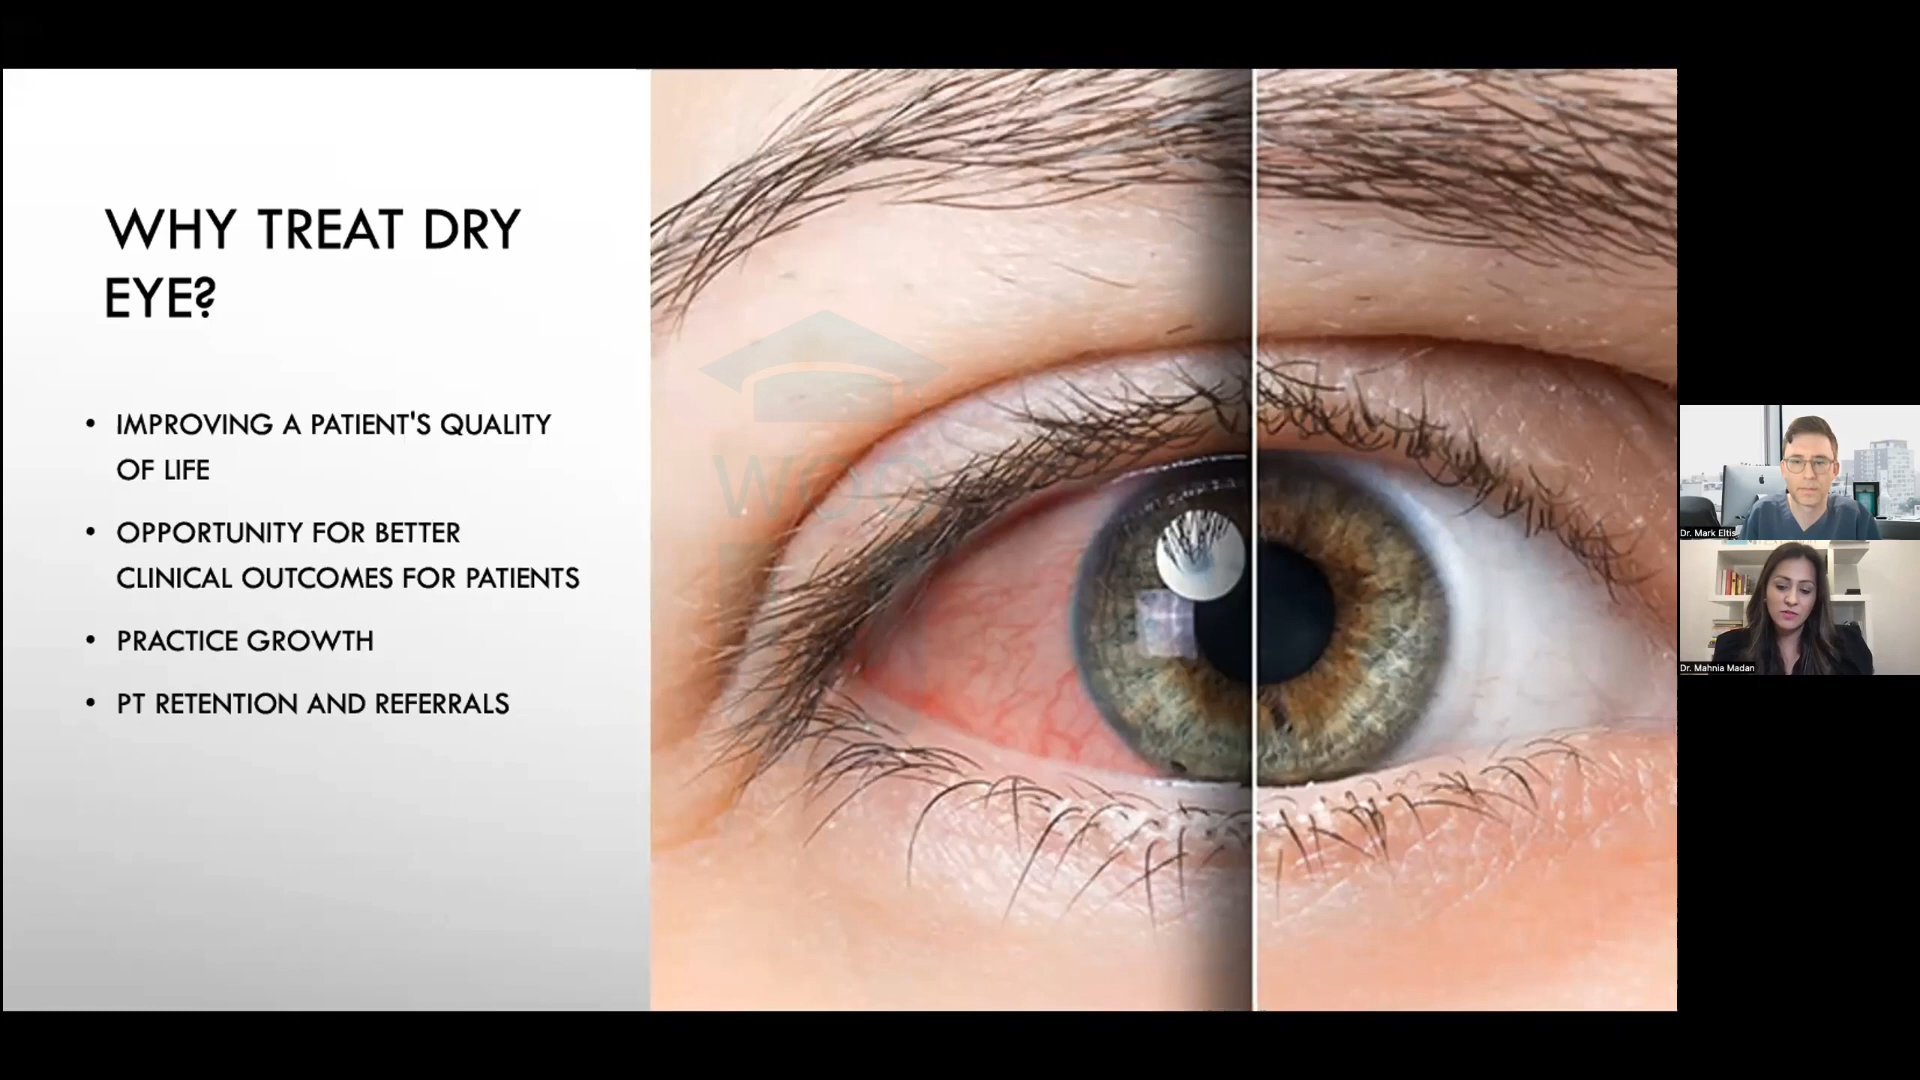 WHY TREAT DRY
EYE?
• IMPROVING A PATIENT'S QUALITY
OF LIFE
• OPPORTUNITY FOR BETTER
CLINICAL OUTCOMES FOR PATIENTS
• PRACTICE GROWTH
• PT RETENTION AND REFERRALS
WOO
Dr. Mark Eltis
Dr. Mahnia Madan